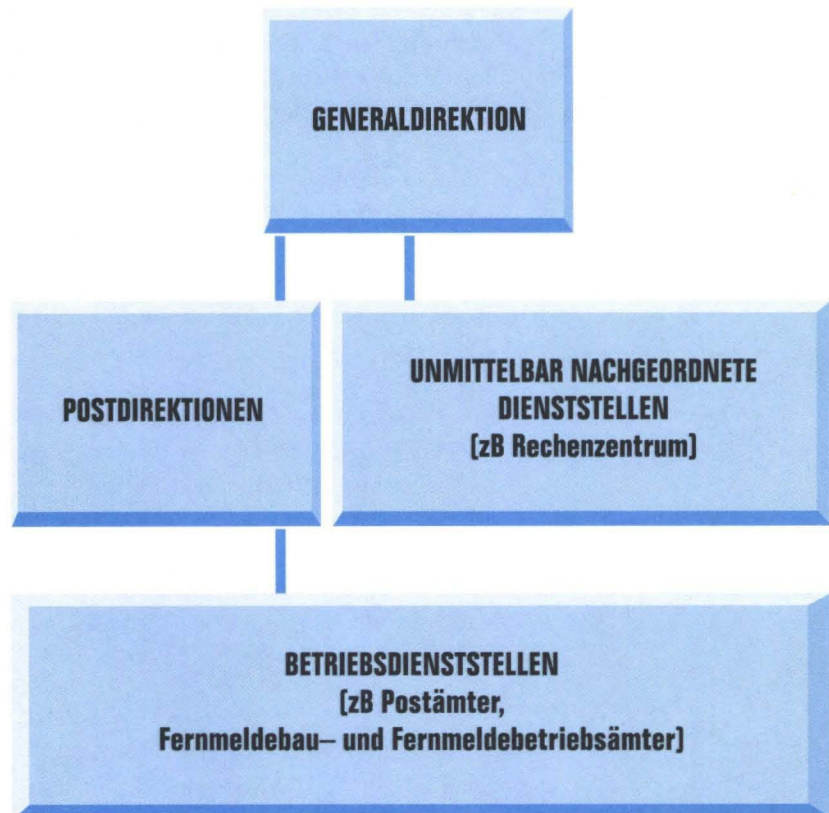 GENERALDIREKTION
POSTDIREKTIONEN
UNMITTELBAR NACHGEORDNETE
DIENSTSTELLEN
(zB Rechenzentrum)
BETRIEBSDIENSTSTELLEN
(zB Postämter,
Fernmeldebau– und Fernmeldebetriebsämter)